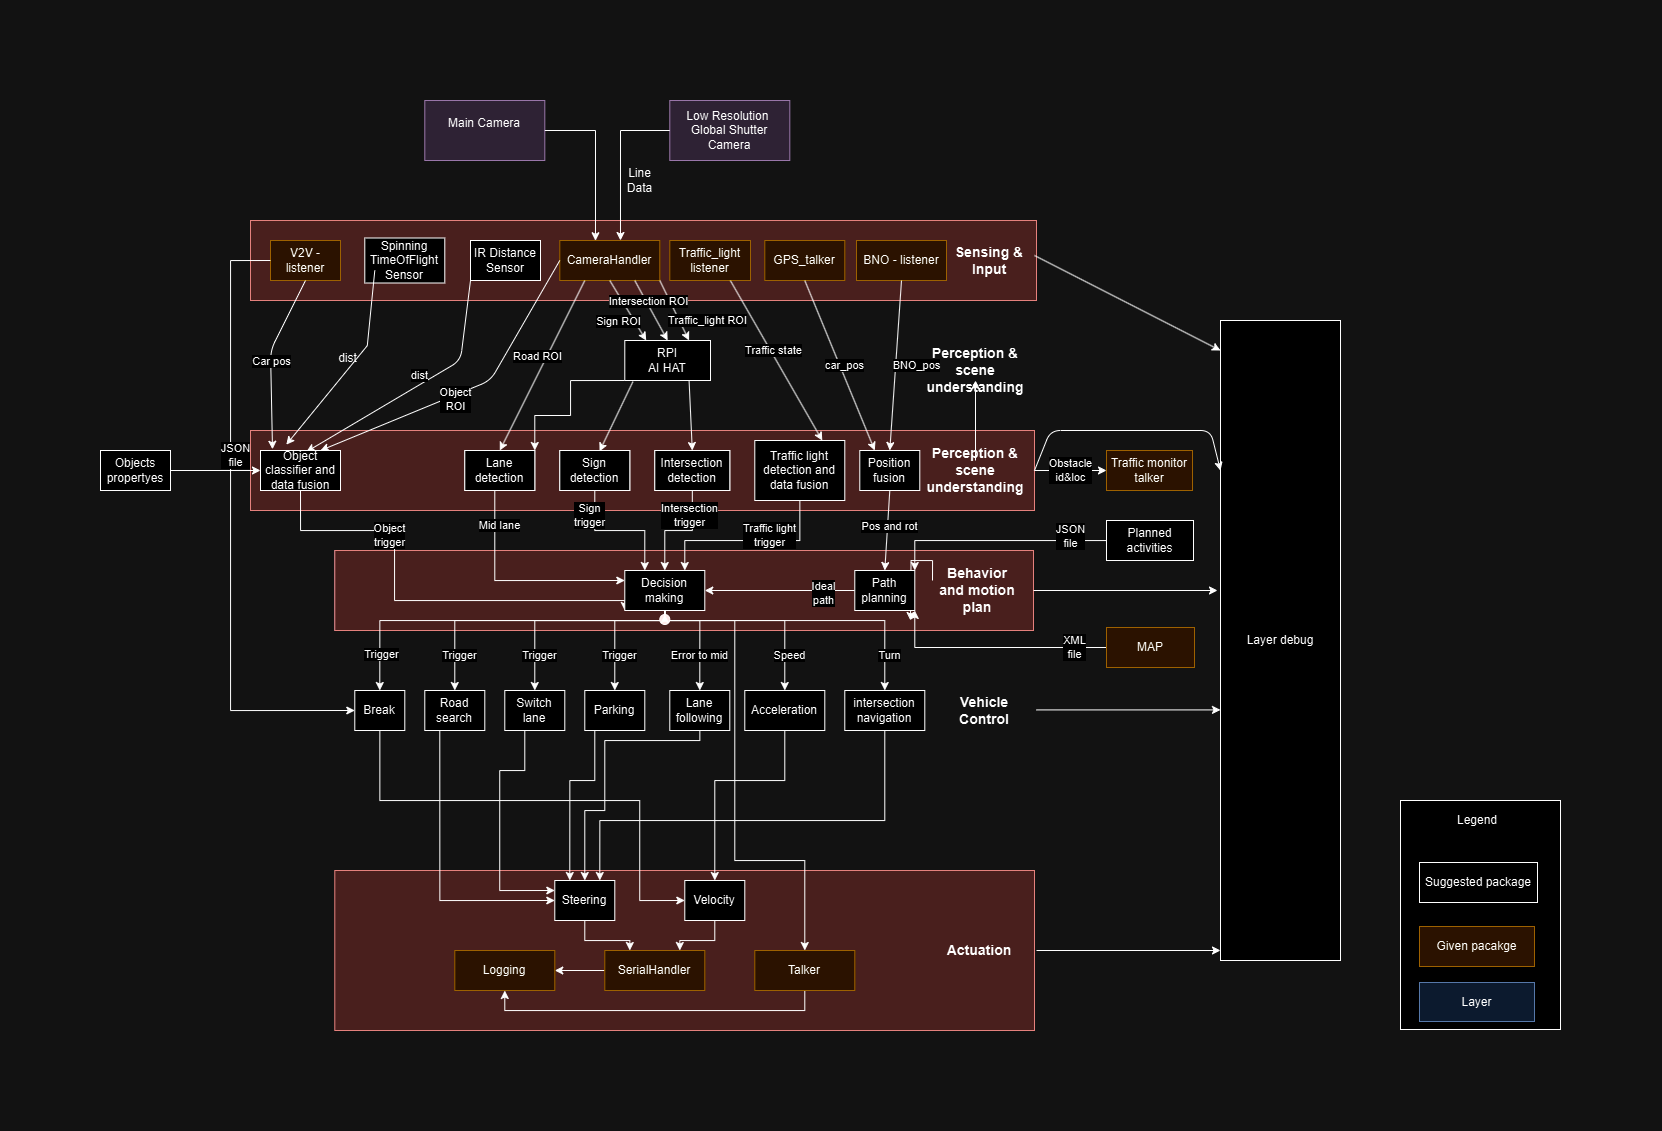 Main Camera
Low Resolution
Global Shutter
Camera
Line
Data
V2V -
listener
Spinning
TimeOfFlight
Sensor
IR Distance
Sensor
CameraHandler
Traffic_light
listener
GPS_talker
BNO - listener
Sensing &
Input
Intersection ROI
Sign ROI
Traffic_light ROI
RPI
AI HAT
Car pos
dist
dist
Object
ROI
Road ROI
Traffic state
car_pos
BNO_pos
Perception &
scene
understanding
JSON
file
Objects
propertyes
Object
classifier and
data fusion
Lane
detection
Sign
detection
Intersection
detection
Traffic light
detection and
data fusion
Position
fusion
Perception &
scene
understanding
Obstacle
id&loc
Traffic monitor
talker
Object
trigger
Mid lane
Sign
trigger
Intersection
trigger
Traffic light
trigger
Pos and rot
JSON
file
Planned
activities
Decision
making
Ideal
path
Path
planning
Behavior
and motion
plan
Layer debug
XML
file
MAP
Trigger
Trigger
Trigger
Trigger
Error to mid
Speed
Turn
Break
Road
search
Switch
lane
Parking
Lane
following
Acceleration
intersection
navigation
Vehicle
Control
Steering
Velocity
Actuation
Logging
SerialHandler
Talker
Legend
Suggested package
Given pacakge
Layer